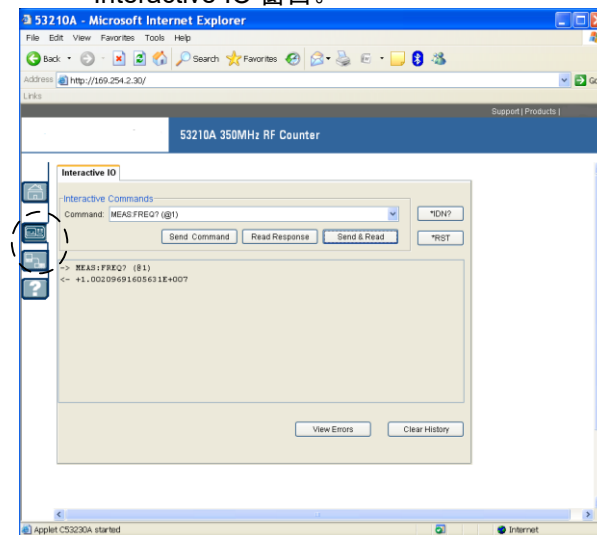 Interactive IO 窗口。
53210A - Microsoft Internet Explorer
File Edit View Favorites Tools Help
Back Search Favorites
Address http://169.254.2.30/ Go
Links
Support | Products |
53210A 350MHz RF Counter
Interactive IO
Interactive Commands
Command: MEAS:FREQ? (@1) *IDN?
Send Command Read Response Send & Read *RST
-> MEAS:FREQ? (@1)
<- +1.00209691605631E+007
View Errors Clear History
Applet C53230A started Internet